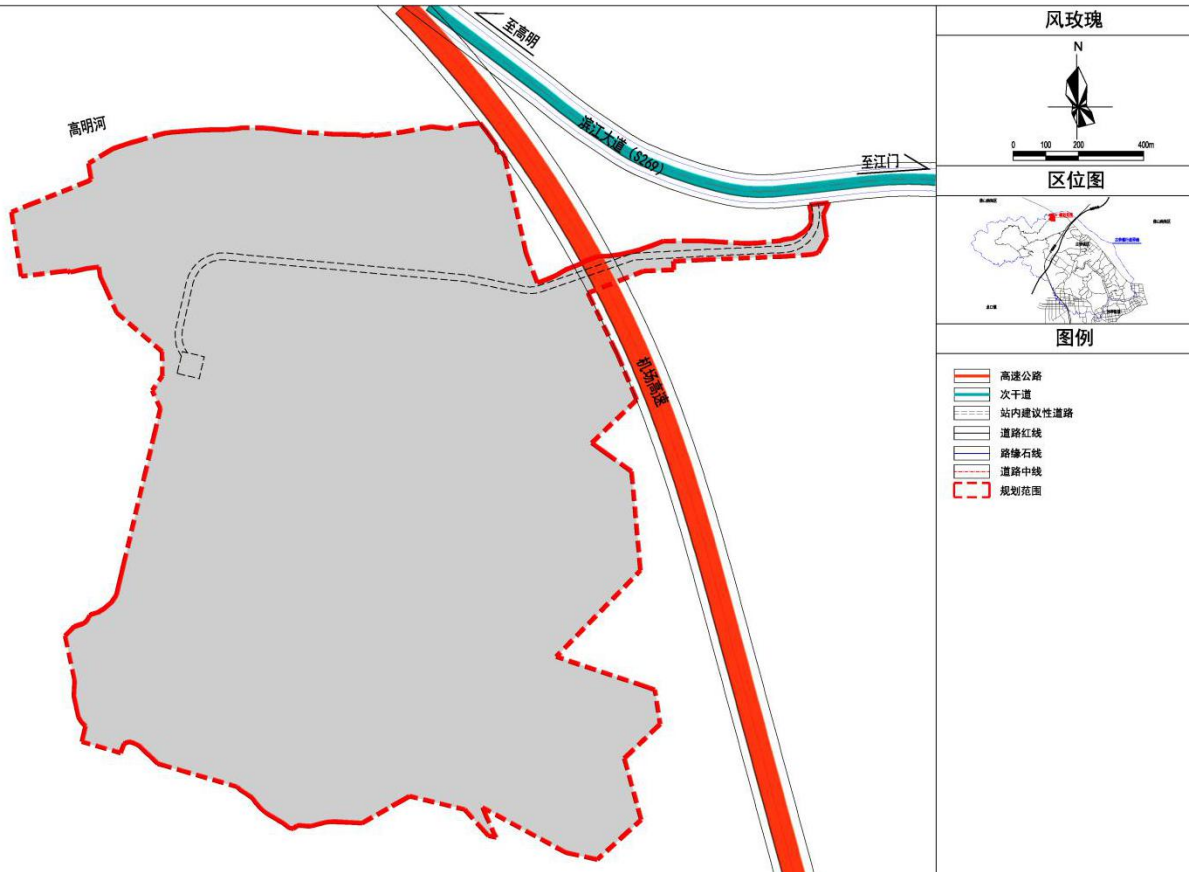 高明河
至高明
滨江大道（S269）
至江门
机场高速
风玫瑰
N
0 100 200 400m
区位图
图例
高速公路
次干道
站内建议性道路
道路红线
路缘石线
道路中线
规划范围